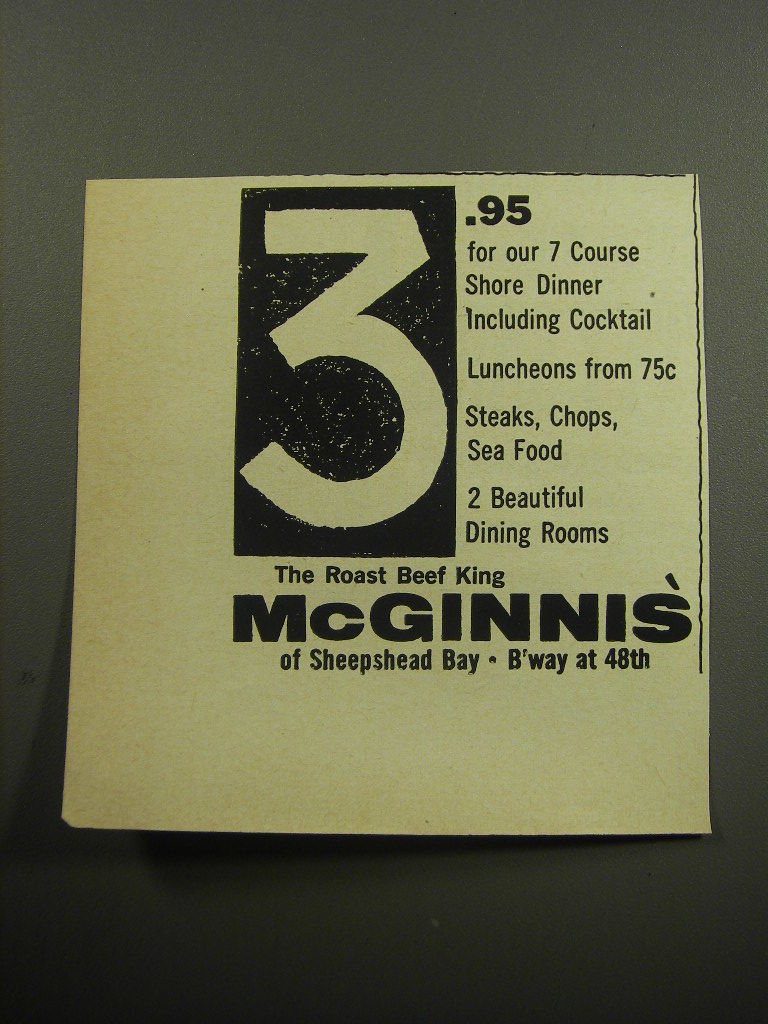 3.95
for our 7 Course
Shore Dinner
Including Cocktail
Luncheons from 75c
Steaks, Chops,
Sea Food
2 Beautiful
Dining Rooms
The Roast Beef King
McGINNIS`
of Sheepshead Bay • B'way at 48th